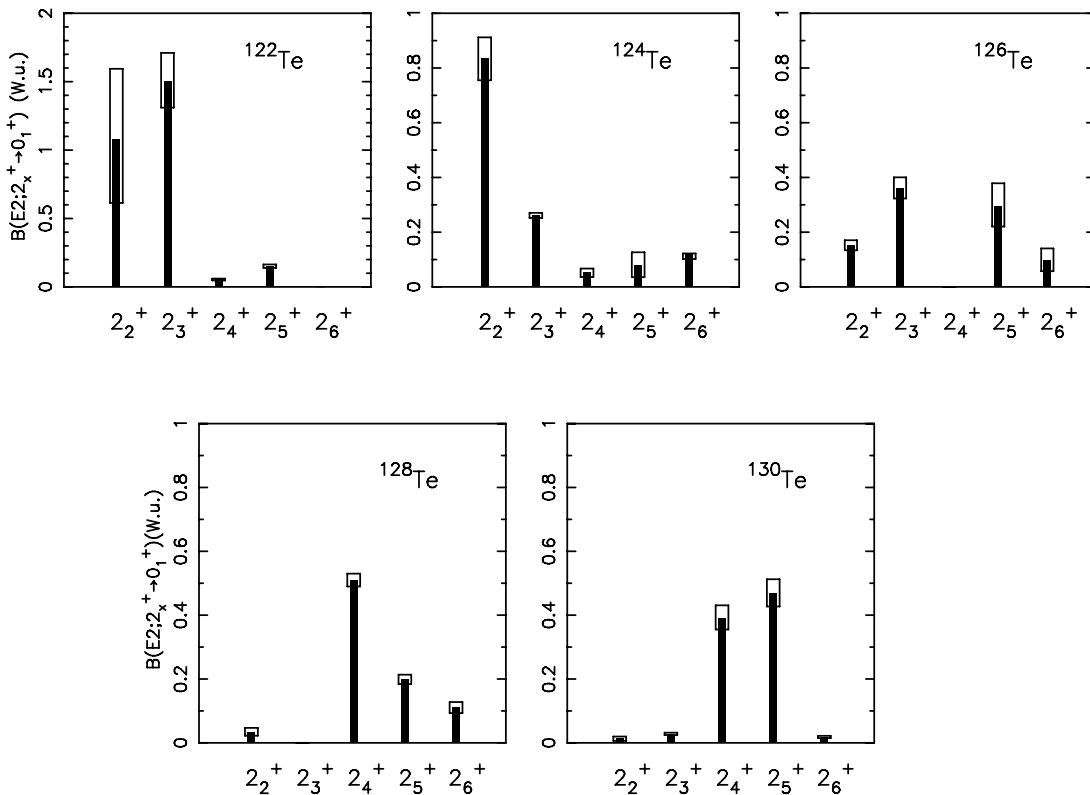 B(E2;2ₓ⁺→0₁⁺) (W.u.)
2
1.5
1
0.5
0
¹²²Te
2₂⁺ 2₃⁺ 2₄⁺ 2₅⁺ 2₆⁺
1
0.8
0.6
0.4
0.2
0
¹²⁴Te
2₂⁺ 2₃⁺ 2₄⁺ 2₅⁺ 2₆⁺
1
0.8
0.6
0.4
0.2
0
¹²⁶Te
2₂⁺ 2₃⁺ 2₄⁺ 2₅⁺ 2₆⁺
B(E2;2ₓ⁺→0₁⁺)(W.u.)
1
0.8
0.6
0.4
0.2
0
¹²⁸Te
2₂⁺ 2₃⁺ 2₄⁺ 2₅⁺ 2₆⁺
1
0.8
0.6
0.4
0.2
0
¹³⁰Te
2₂⁺ 2₃⁺ 2₄⁺ 2₅⁺ 2₆⁺